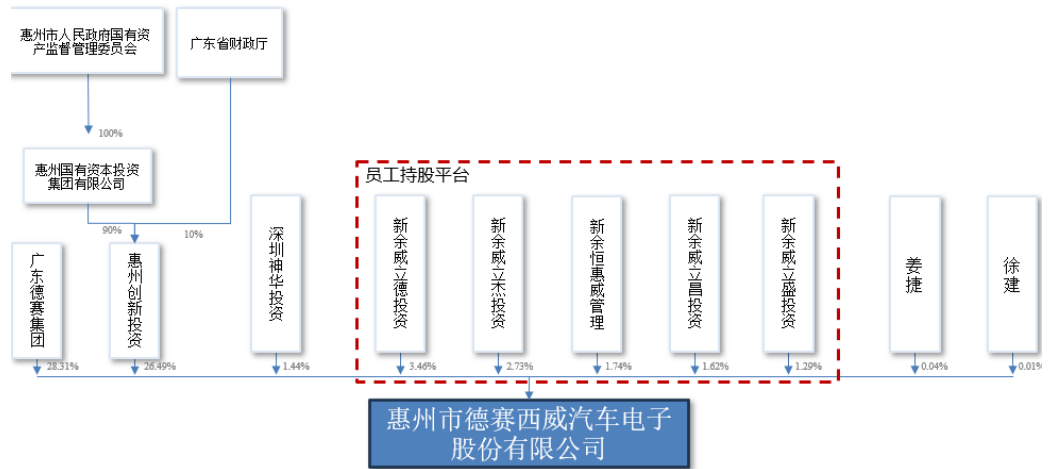 惠州市人民政府国有资
产监督管理委员会
广东省财政厅
100%
惠州国有资本投资
集团有限公司
90%
10%
员工持股平台
广东德赛集团
惠州创新投资
深圳神华投资
新余威立德投资
新余威立杰投资
新余恒惠威管理
新余威立昌投资
新余威立盛投资
姜捷
徐建
28.31%
26.49%
1.44%
3.46%
2.73%
1.74%
1.62%
1.29%
0.04%
0.01%
惠州市德赛西威汽车电子
股份有限公司